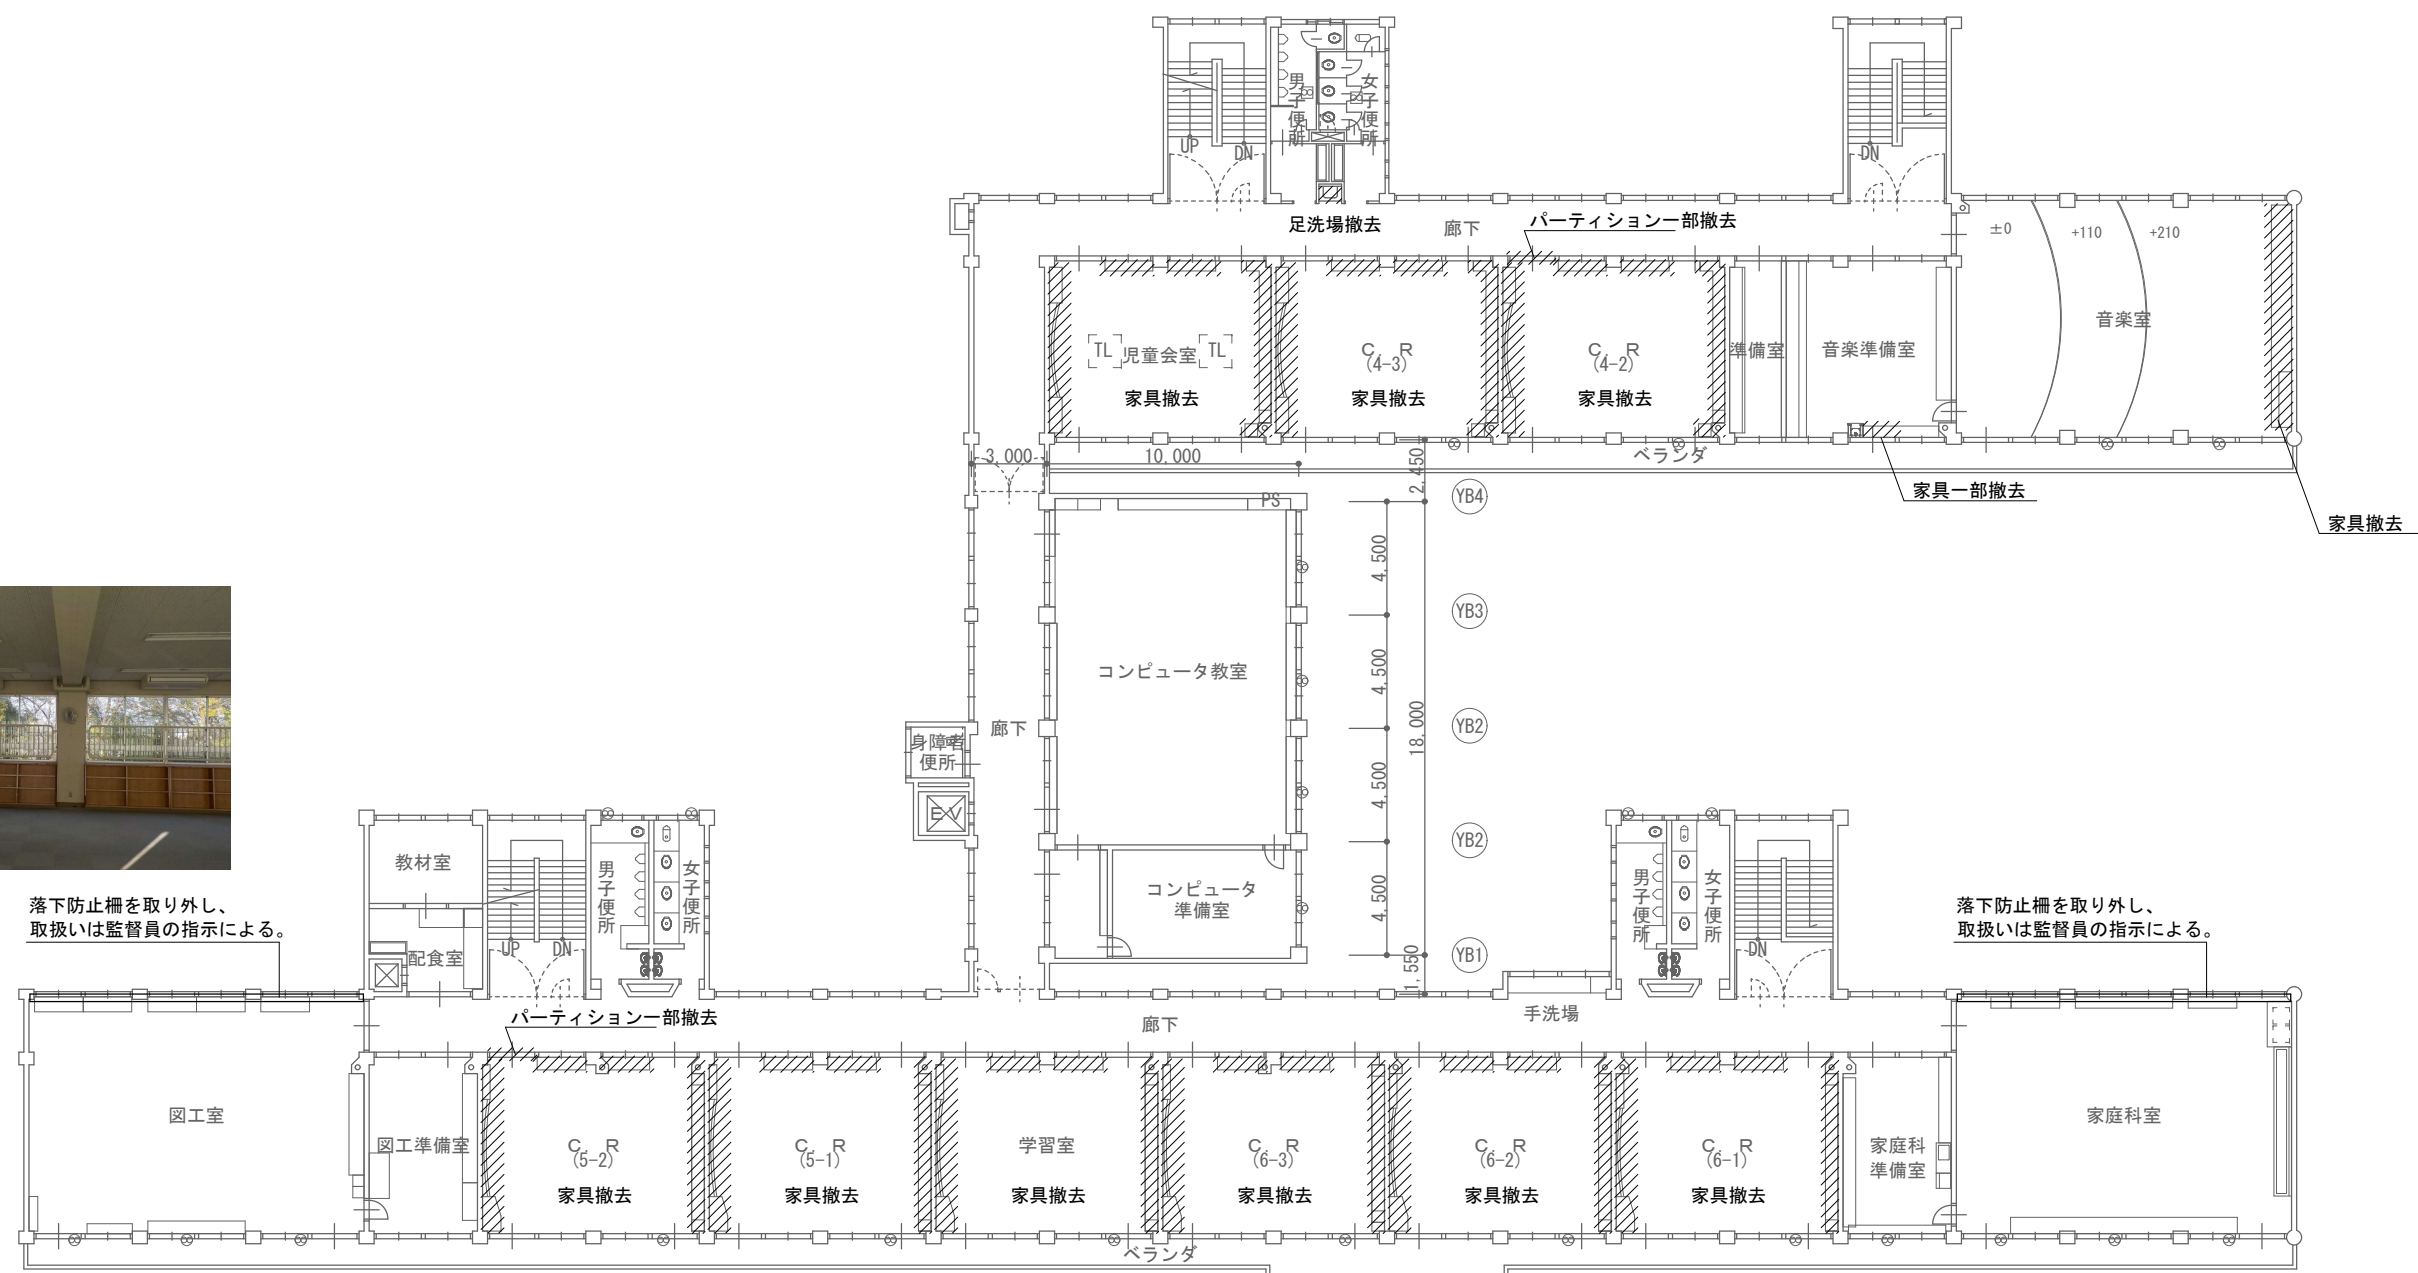 男子便所
女子便所
UP
DN
DN
足洗場撤去
廊下
パーティション一部撤去
±0
+110
+210
音楽室
TL
児童会室
TL
家具撤去
C. R
(4-3)
家具撤去
C. R
(4-2)
家具撤去
準備室
音楽準備室
3,000
10,000
2,450
ベランダ
家具一部撤去
家具撤去
PS
YB4
4,500
YB3
コンピュータ教室
4,500
18,000
YB2
廊下
身障者
便所
EV
4,500
YB2
コンピュータ
準備室
4,500
YB1
1,550
教材室
配食室
UP
DN
男子便所
女子便所
落下防止柵を取り外し、
取扱いは監督員の指示による。
男子便所
女子便所
DN
落下防止柵を取り外し、
取扱いは監督員の指示による。
パーティション一部撤去
廊下
手洗場
図工室
図工準備室
C. R
(5-2)
家具撤去
C. R
(5-1)
家具撤去
学習室
家具撤去
C. R
(6-3)
家具撤去
C. R
(6-2)
家具撤去
C. R
(6-1)
家具撤去
家庭科
準備室
家庭科室
ベランダ